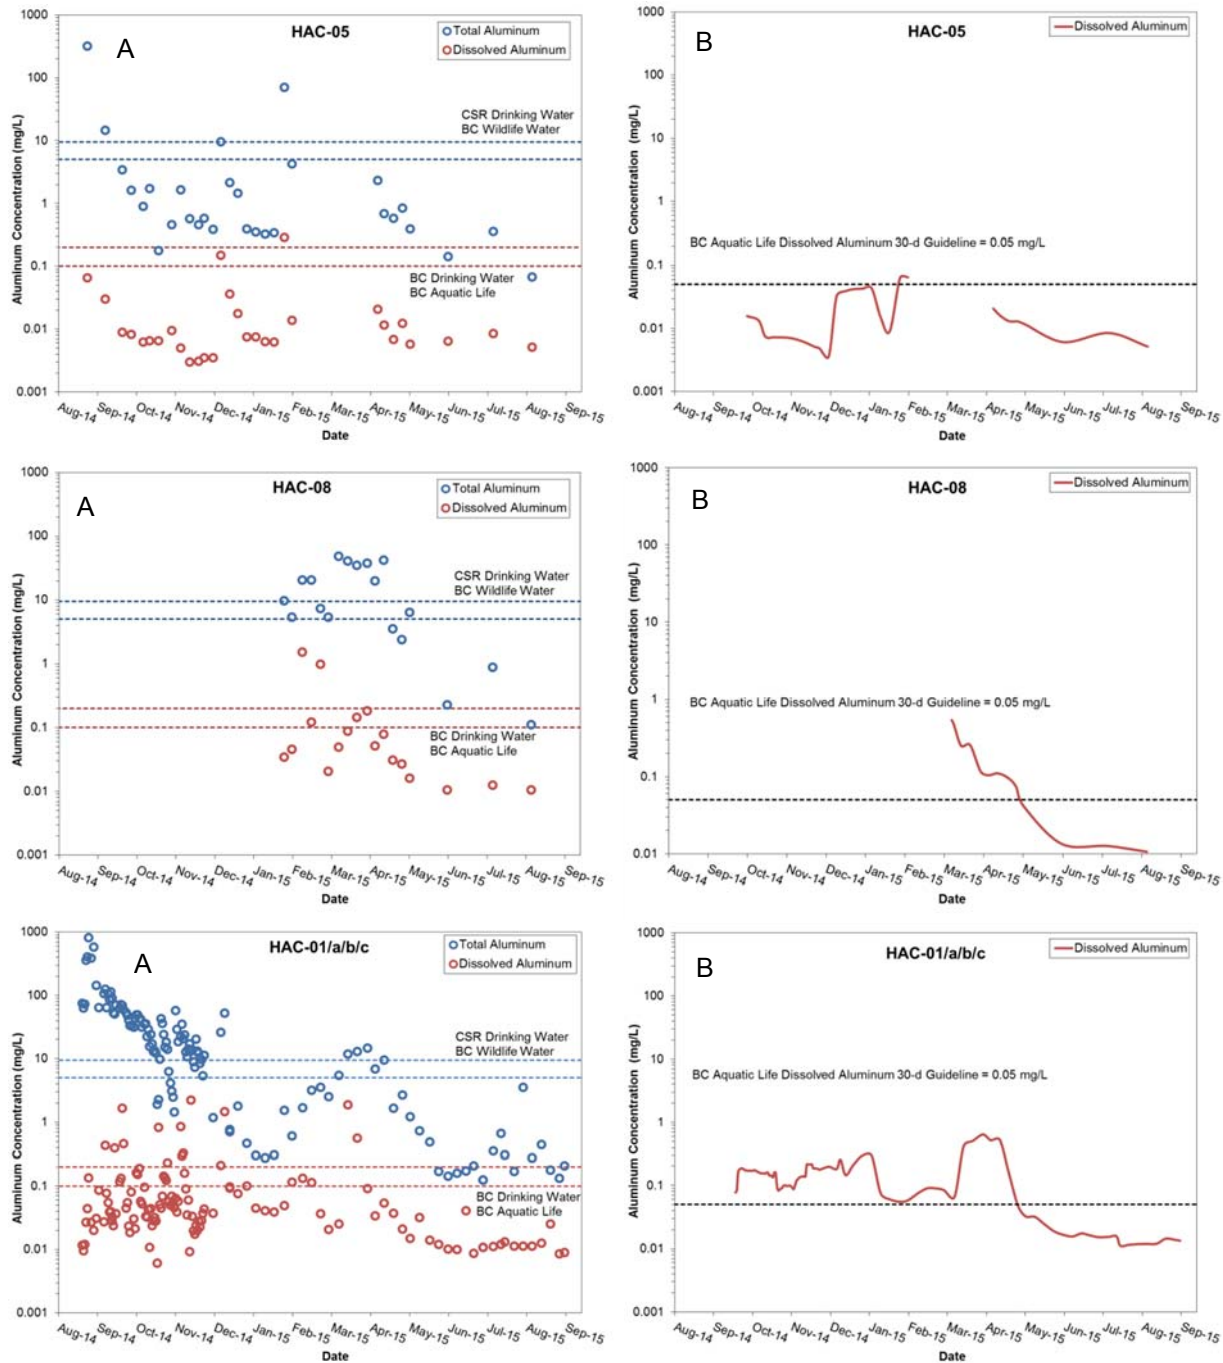 HAC-05
A
Total Aluminum
Dissolved Aluminum
CSR Drinking Water
BC Wildlife Water
BC Drinking Water
BC Aquatic Life
Aluminum Concentration (mg/L)
1000
100
10
1
0.1
0.01
0.001
Aug-14 Sep-14 Oct-14 Nov-14 Dec-14 Jan-15 Feb-15 Mar-15 Apr-15 May-15 Jun-15 Jul-15 Aug-15 Sep-15
Date
HAC-05
B
Dissolved Aluminum
BC Aquatic Life Dissolved Aluminum 30-d Guideline = 0.05 mg/L
Aluminum Concentration (mg/L)
1000
100
10
1
0.1
0.01
0.001
Aug-14 Sep-14 Oct-14 Nov-14 Dec-14 Jan-15 Feb-15 Mar-15 Apr-15 May-15 Jun-15 Jul-15 Aug-15 Sep-15
Date
HAC-08
A
Total Aluminum
Dissolved Aluminum
CSR Drinking Water
BC Wildlife Water
BC Drinking Water
BC Aquatic Life
Aluminum Concentration (mg/L)
1000
100
10
1
0.1
0.01
0.001
Aug-14 Sep-14 Oct-14 Nov-14 Dec-14 Jan-15 Feb-15 Mar-15 Apr-15 May-15 Jun-15 Jul-15 Aug-15 Sep-15
Date
HAC-08
B
Dissolved Aluminum
BC Aquatic Life Dissolved Aluminum 30-d Guideline = 0.05 mg/L
Aluminum Concentration (mg/L)
1000
100
10
1
0.1
0.01
Aug-14 Sep-14 Oct-14 Nov-14 Dec-14 Jan-15 Feb-15 Mar-15 Apr-15 May-15 Jun-15 Jul-15 Aug-15 Sep-15
Date
HAC-01/a/b/c
A
Total Aluminum
Dissolved Aluminum
CSR Drinking Water
BC Wildlife Water
BC Drinking Water
BC Aquatic Life
Aluminum Concentration (mg/L)
1000
100
10
1
0.1
0.01
0.001
Aug-14 Sep-14 Oct-14 Nov-14 Dec-14 Jan-15 Feb-15 Mar-15 Apr-15 May-15 Jun-15 Jul-15 Aug-15 Sep-15
Date
HAC-01/a/b/c
B
Dissolved Aluminum
BC Aquatic Life Dissolved Aluminum 30-d Guideline = 0.05 mg/L
Aluminum Concentration (mg/L)
1000
100
10
1
0.1
0.01
0.001
Aug-14 Sep-14 Oct-14 Nov-14 Dec-14 Jan-15 Feb-15 Mar-15 Apr-15 May-15 Jun-15 Jul-15 Aug-15 Sep-15
Date